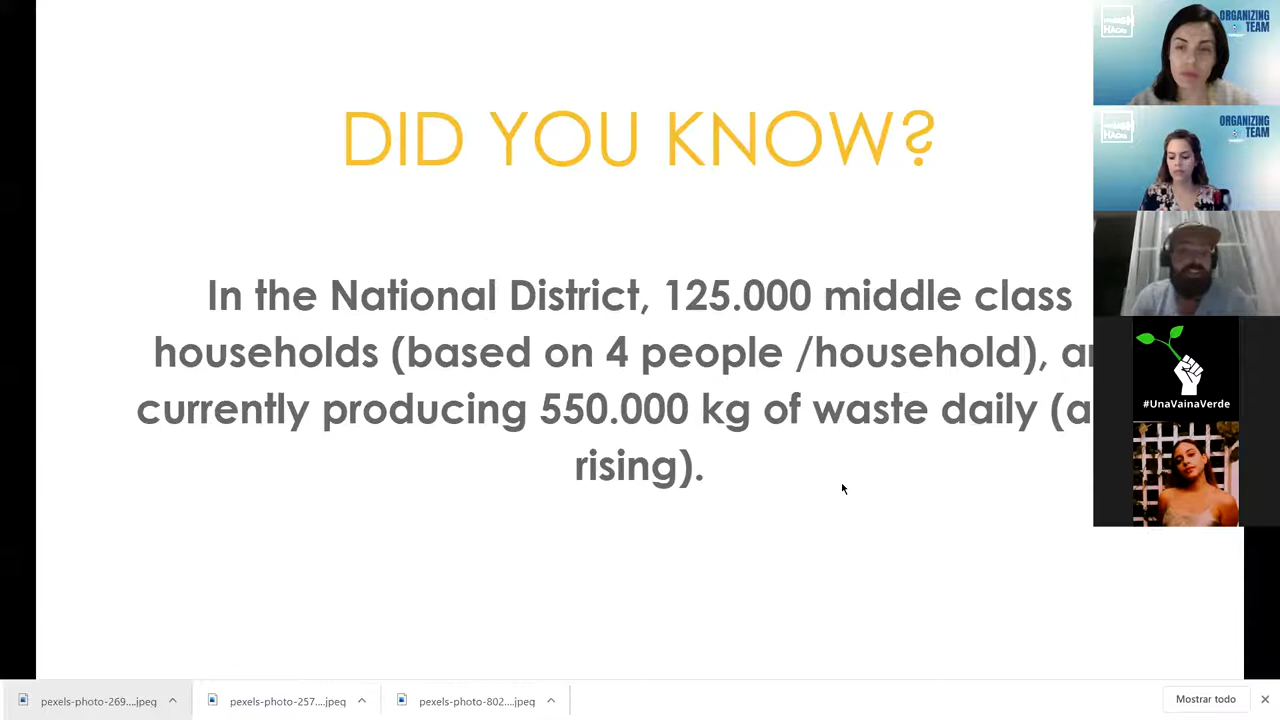 DID YOU KNOW?
In the National District, 125.000 middle class
households (based on 4 people /household),
currently producing 550.000 kg of waste daily
rising).
ORGANIZING
TEAM
ORGANIZING
TEAM
#UnaVainaVerde
pexels-photo-269....jpeg
pexels-photo-257....jpeg
pexels-photo-802....jpeg
Mostrar todo